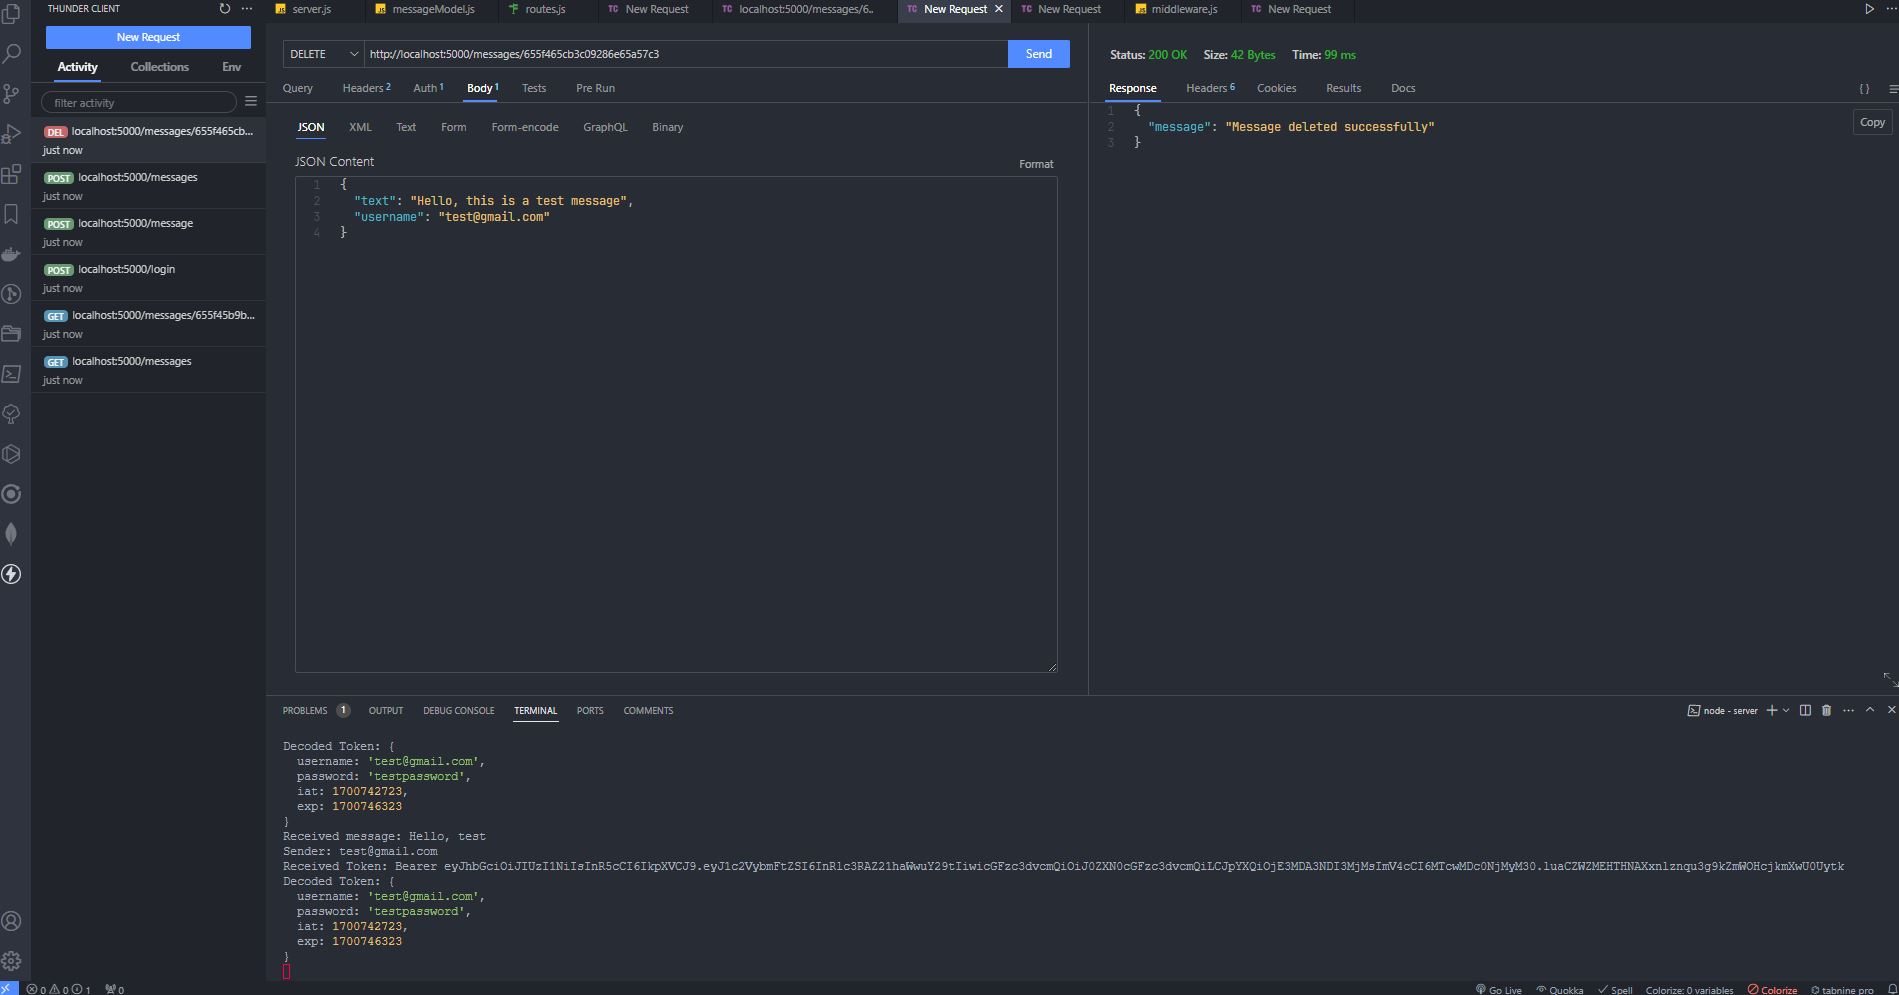 THUNDER CLIENT
New Request
Activity Collections Env
filter activity
DEL localhost:5000/messages/655f465cb...
just now
POST localhost:5000/messages
just now
POST localhost:5000/message
just now
POST localhost:5000/login
just now
GET localhost:5000/messages/655f45b9b...
just now
GET localhost:5000/messages
just now
JS server.js JS messageModel.js routes.js TC New Request TC localhost:5000/messages/6.. TC New Request TC New Request JS middleware.js TC New Request
DELETE http://localhost:5000/messages/655f465cb3c09286e65a57c3 Send
Query Headers 2 Auth 1 Body 1 Tests Pre Run
JSON XML Text Form Form-encode GraphQL Binary
JSON Content Format
1 {
2 "text": "Hello, this is a test message",
3 "username": "test@gmail.com"
4 }
Status: 200 OK Size: 42 Bytes Time: 99 ms
Response Headers 6 Cookies Results Docs { }
1 {
2 "message": "Message deleted successfully"
3 }
Copy
PROBLEMS 1 OUTPUT DEBUG CONSOLE TERMINAL PORTS COMMENTS node - server
Decoded Token: {
username: 'test@gmail.com',
password: 'testpassword',
iat: 1700742723,
exp: 1700746323
}
Received message: Hello, test
Sender: test@gmail.com
Received Token: Bearer
Decoded Token: {
username: 'test@gmail.com',
password: 'testpassword',
iat: 1700742723,
exp: 1700746323
}
0 0 1 0 Go Live Quokka Spell Colorize: 0 variables Colorize tabnine pro